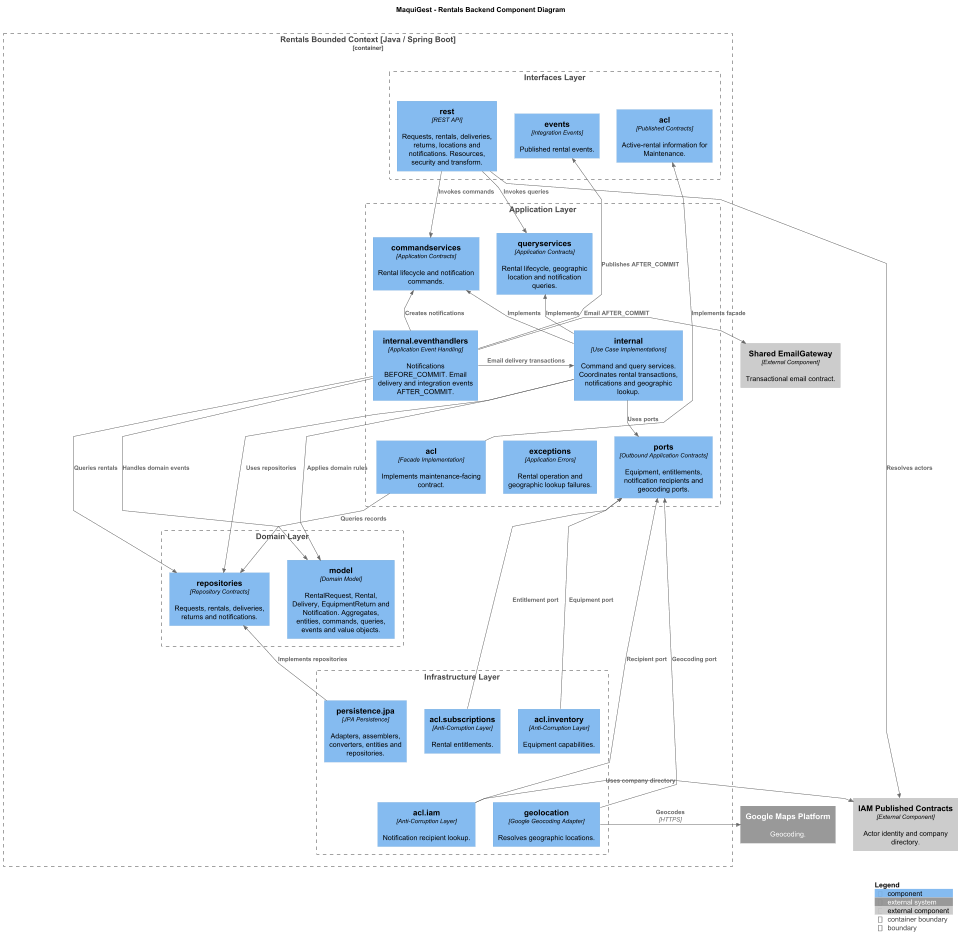 MaquiGest - Rentals Backend Component Diagram
Rentals Bounded Context [Java / Spring Boot]
[container]
Interfaces Layer
rest
[REST API]
Requests, rentals, deliveries,
returns, locations and
notifications. Resources,
security and transform.
events
[Integration Events]
Published rental events.
acl
[Published Contracts]
Active-rental information for
Maintenance.
Invokes commands
Invokes queries
Application Layer
commandservices
[Application Contracts]
Rental lifecycle and notification
commands.
queryservices
[Application Contracts]
Rental lifecycle, geographic
location and notification
queries.
Publishes AFTER_COMMIT
Creates notifications
Implements
Implements
Email AFTER_COMMIT
Implements facade
internal.eventhandlers
[Application Event Handling]
Notifications
BEFORE_COMMIT. Email
delivery and integration events
AFTER_COMMIT.
Email delivery transactions
internal
[Use Case Implementations]
Command and query services.
Coordinates rental transactions,
notifications and geographic
lookup.
Shared EmailGateway
[External Component]
Transactional email contract.
Uses ports
acl
[Facade Implementation]
Implements maintenance-facing
contract.
exceptions
[Application Errors]
Rental operation and
geographic lookup failures.
ports
[Outbound Application Contracts]
Equipment, entitlements,
notification recipients and
geocoding ports.
Queries rentals
Handles domain events
Uses repositories
Applies domain rules
Resolves actors
Queries records
Domain Layer
repositories
[Repository Contracts]
Requests, rentals, deliveries,
returns and notifications.
model
[Domain Model]
RentalRequest, Rental,
Delivery, EquipmentReturn and
Notification. Aggregates,
entities, commands, queries,
events and value objects.
Entitlement port
Equipment port
Implements repositories
Recipient port
Geocoding port
Infrastructure Layer
persistence.jpa
[JPA Persistence]
Adapters, assemblers,
converters, entities and
repositories.
acl.subscriptions
[Anti-Corruption Layer]
Rental entitlements.
acl.inventory
[Anti-Corruption Layer]
Equipment capabilities.
Uses company directory
acl.iam
[Anti-Corruption Layer]
Notification recipient lookup.
geolocation
[Google Geocoding Adapter]
Resolves geographic locations.
Geocodes
[HTTPS]
Google Maps Platform
Geocoding.
IAM Published Contracts
[External Component]
Actor identity and company
directory.
Legend
component
external system
external component
container boundary
boundary